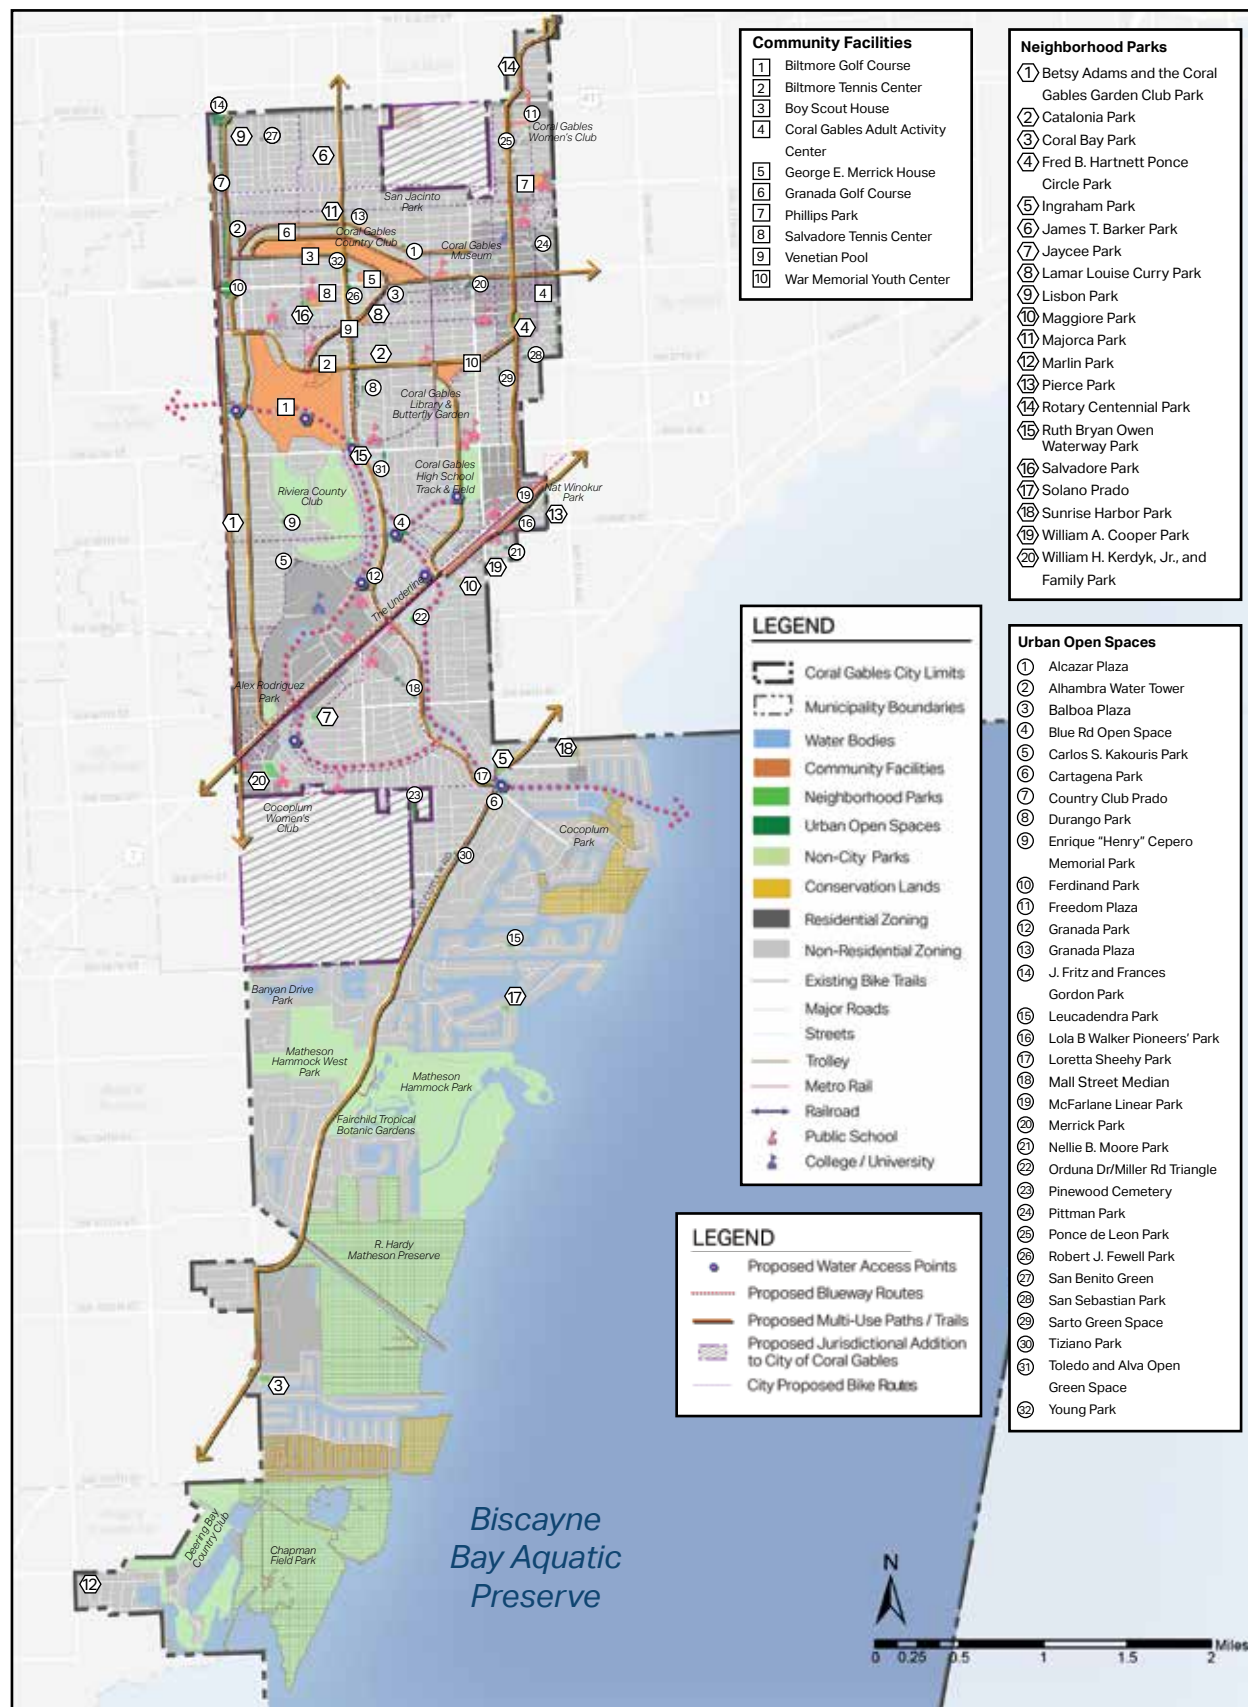 Community Facilities
1 Biltmore Golf Course
2 Biltmore Tennis Center
3 Boy Scout House
4 Coral Gables Adult Activity
Center
5 George E. Merrick House
6 Granada Golf Course
7 Phillips Park
8 Salvadore Tennis Center
9 Venetian Pool
10 War Memorial Youth Center
Neighborhood Parks
1 Betsy Adams and the Coral
Gables Garden Club Park
2 Catalonia Park
3 Coral Bay Park
4 Fred B. Hartnett Ponce
Circle Park
5 Ingraham Park
6 James T. Barker Park
7 Jaycee Park
8 Lamar Louise Curry Park
9 Lisbon Park
10 Maggiore Park
11 Majorca Park
12 Marlin Park
13 Pierce Park
14 Rotary Centennial Park
15 Ruth Bryan Owen
Waterway Park
16 Salvadore Park
17 Solano Prado
18 Sunrise Harbor Park
19 William A. Cooper Park
20 William H. Kerdyk, Jr., and
Family Park
Urban Open Spaces
1 Alcazar Plaza
2 Alhambra Water Tower
3 Balboa Plaza
4 Blue Rd Open Space
5 Carlos S. Kakouris Park
6 Cartagena Park
7 Country Club Prado
8 Durango Park
9 Enrique "Henry" Cepero
Memorial Park
10 Ferdinand Park
11 Freedom Plaza
12 Granada Park
13 Granada Plaza
14 J. Fritz and Frances
Gordon Park
15 Leucadendra Park
16 Lola B Walker Pioneers' Park
17 Loretta Sheehy Park
18 Mall Street Median
19 McFarlane Linear Park
20 Merrick Park
21 Nellie B. Moore Park
22 Orduna Dr/Miller Rd Triangle
23 Pinewood Cemetery
24 Pittman Park
25 Ponce de Leon Park
26 Robert J. Fewell Park
27 San Benito Green
28 San Sebastian Park
29 Sarto Green Space
30 Tiziano Park
31 Toledo and Alva Open
Green Space
32 Young Park
LEGEND
Coral Gables City Limits
Municipality Boundaries
Water Bodies
Community Facilities
Neighborhood Parks
Urban Open Spaces
Non-City Parks
Conservation Lands
Residential Zoning
Non-Residential Zoning
Existing Bike Trails
Major Roads
Streets
Trolley
Metro Rail
Railroad
Public School
College / University
LEGEND
Proposed Water Access Points
Proposed Blueway Routes
Proposed Multi-Use Paths / Trails
Proposed Jurisdictional Addition
to City of Coral Gables
City Proposed Bike Routes
Coral Gables
Women's Club
San Jacinto
Park
Coral Gables
Country Club
Coral Gables
Museum
Coral Gables
Library &
Butterfly Garden
Coral Gables
High School
Track & Field
Nat Winokur
Park
Riviera County
Club
The Underline
Alex Rodriguez
Park
Cocoplum
Women's
Club
Cocoplum
Park
Banyan Drive
Park
Matheson
Hammock West
Park
Matheson
Hammock Park
Fairchild Tropical
Botanic Gardens
R. Hardy
Matheson Preserve
Deering Bay
Country Club
Chapman
Field Park
Biscayne
Bay Aquatic
Preserve
N
0 0.25 0.5 1 1.5 2 Miles